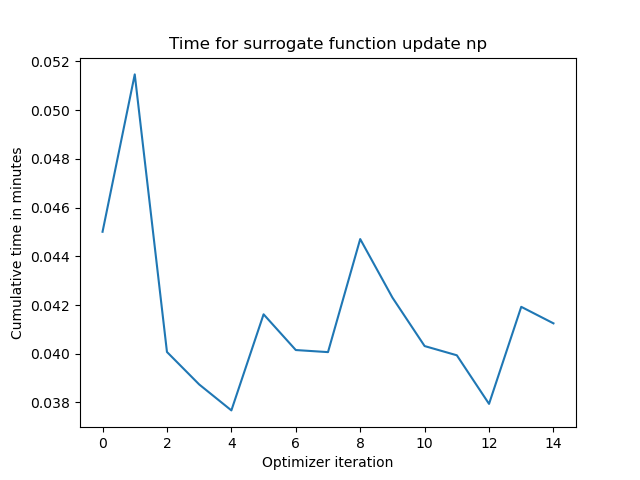 Time for surrogate function update np
0.052
0.050
0.048
0.046
0.044
0.042
0.040
0.038
Cumulative time in minutes
0 2 4 6 8 10 12 14
Optimizer iteration